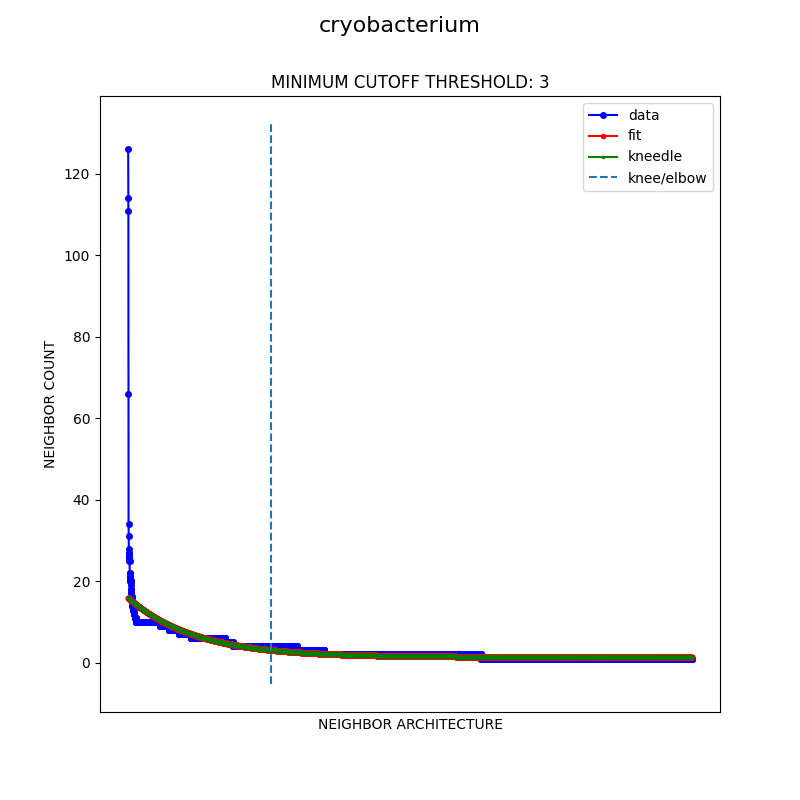 cryobacterium
MINIMUM CUTOFF THRESHOLD: 3
data
fit
kneedle
knee/elbow
120
100
80
60
40
20
0
NEIGHBOR COUNT
NEIGHBOR ARCHITECTURE